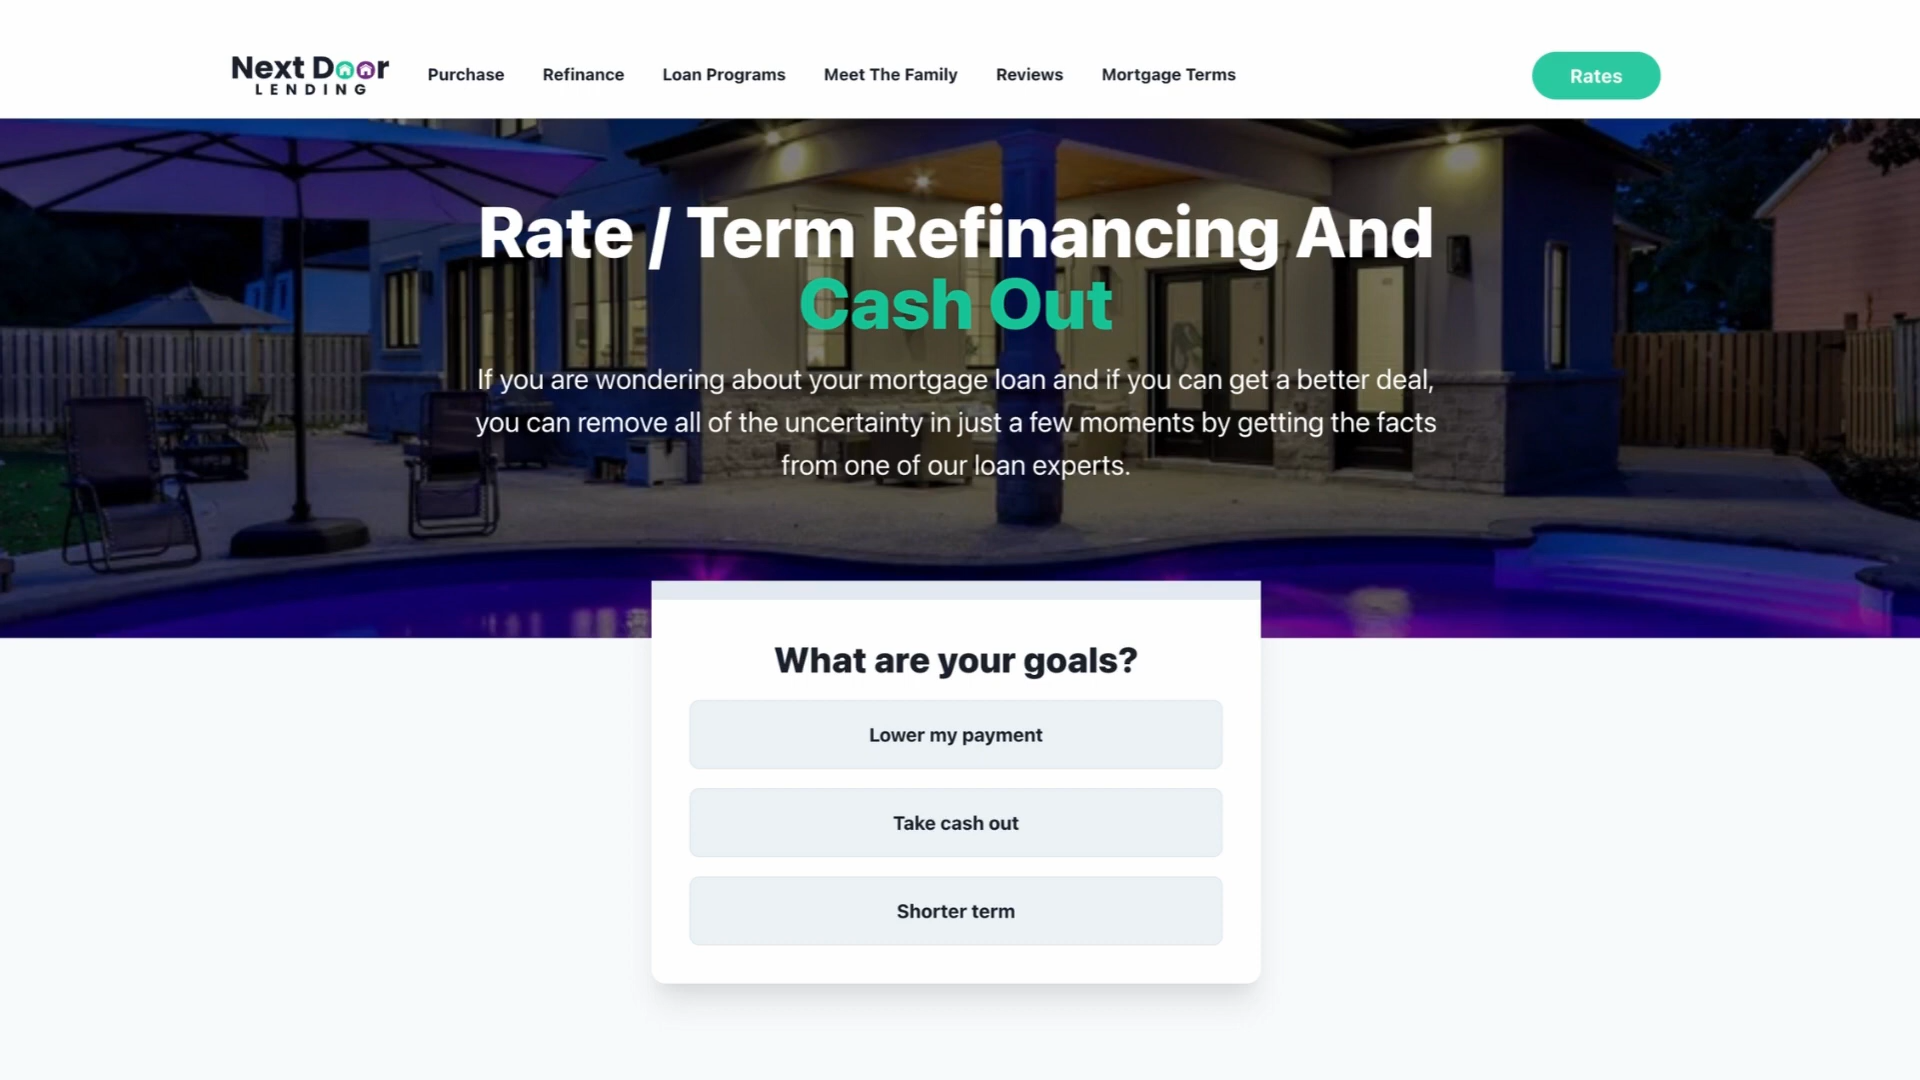 Next Door
LENDING
Purchase
Refinance
Loan Programs
Meet The Family
Reviews
Mortgage Terms
Rates
Rate / Term Refinancing And
Cash Out
If you are wondering about your mortgage loan and if you can get a better deal,
you can remove all of the uncertainty in just a few moments by getting the facts
from one of our loan experts.
What are your goals?
Lower my payment
Take cash out
Shorter term